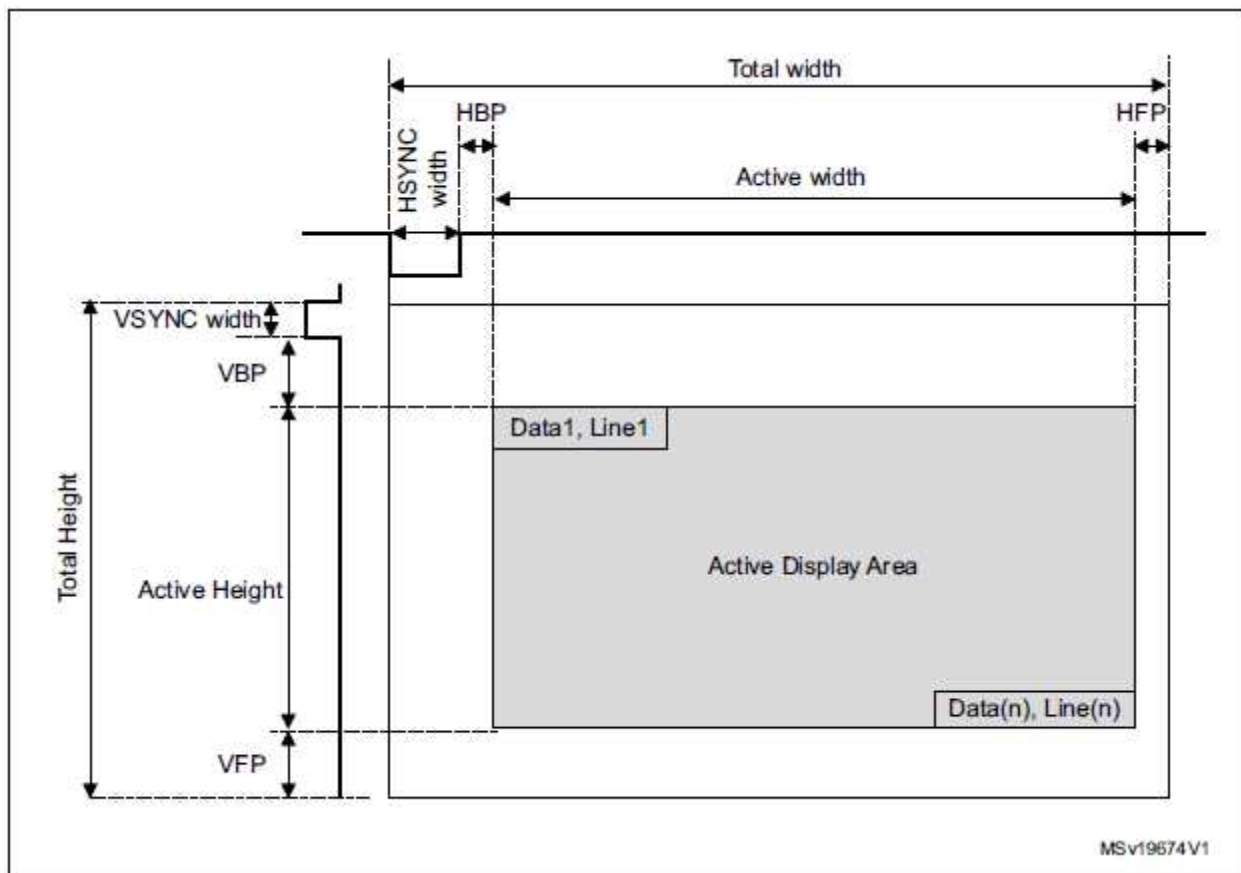 Total width
HBP
HFP
HSYNC
width
Active width
VSYNC width
VBP
Data1, Line1
Total Height
Active Height
Active Display Area
Data(n), Line(n)
VFP
MSv19674V1